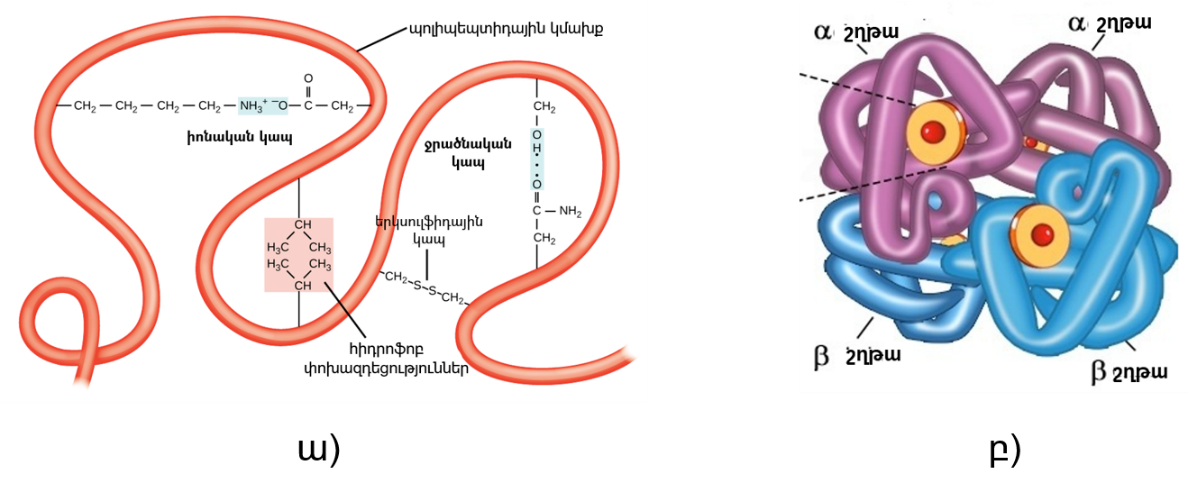 պոլիպեպտիդային կմախք
CH₂ — CH₂ — CH₂ — CH₂ — NH₃⁺ ⁻O — C — CH₂
O
իոնական կապ
CH₂
O
H
O
C — NH₂
CH₂
ջրածնական
կապ
CH
H₃C CH₃
H₃C CH₃
CH
երկսուլֆիդային
կապ
CH₂ S S CH₂
հիդրոֆոբ
փոխազդեցություններ
ա)
α շղթա
α շղթա
β շղթա
β շղթա
բ)